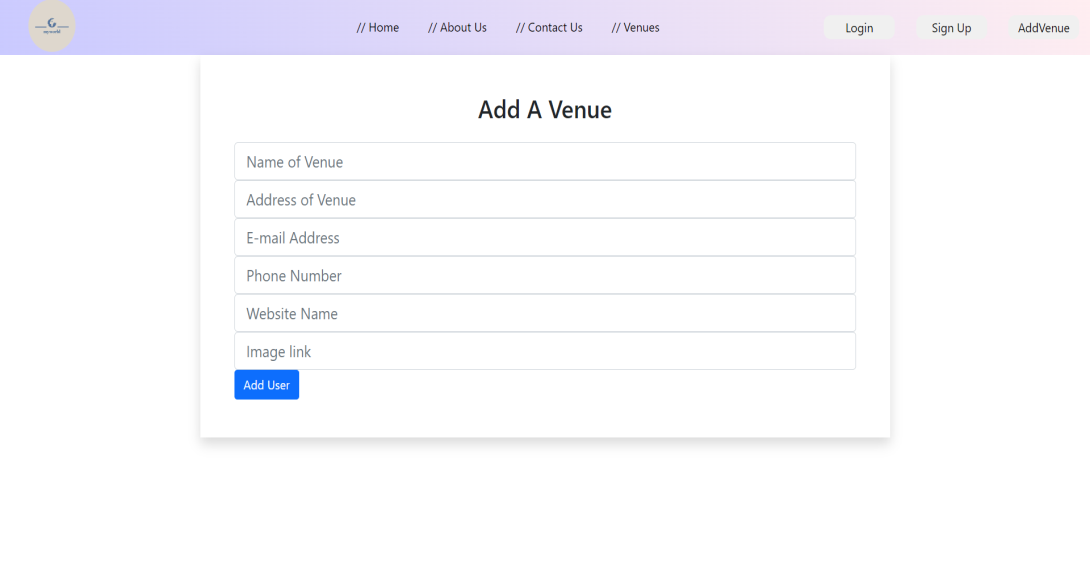 // Home // About Us // Contact Us // Venues Login Sign Up AddVenue
Add A Venue
Name of Venue
Address of Venue
E-mail Address
Phone Number
Website Name
Image link
Add User